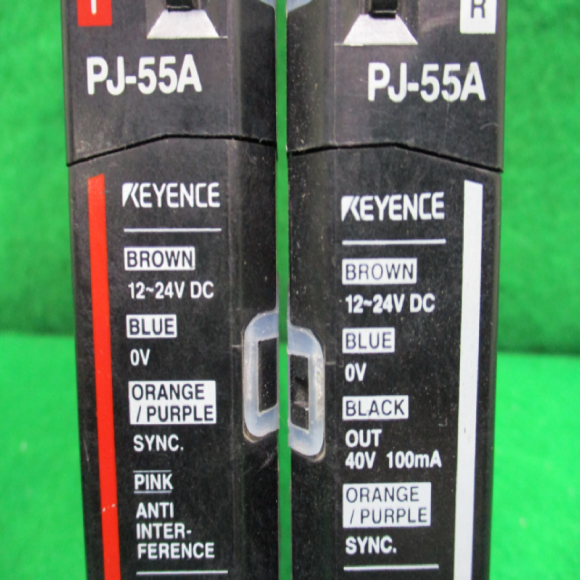 T
PJ-55A
KEYENCE
BROWN
12~24V DC
BLUE
0V
ORANGE
/PURPLE
SYNC.
PINK
ANTI
INTER-
FERENCE
R
PJ-55A
KEYENCE
BROWN
12~24V DC
BLUE
0V
BLACK
OUT
40V 100mA
ORANGE
/PURPLE
SYNC.